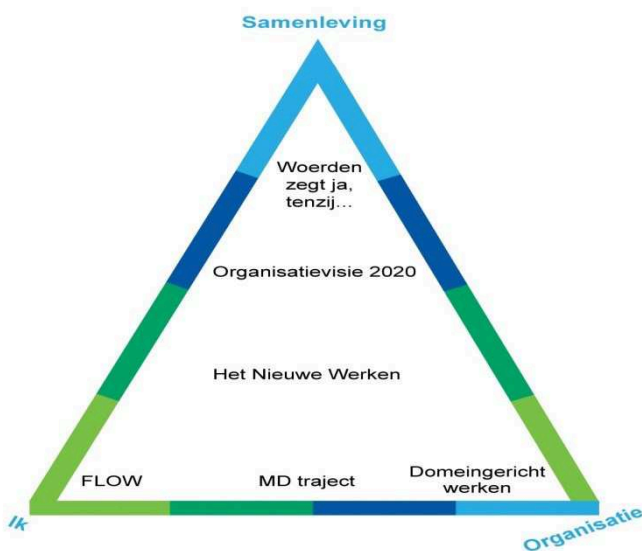 Samenleving
Woerden
zegt ja,
tenzij...
Organisatievisie 2020
Het Nieuwe Werken
FLOW
MD traject
Domeingericht
werken
Ik
Organisatie